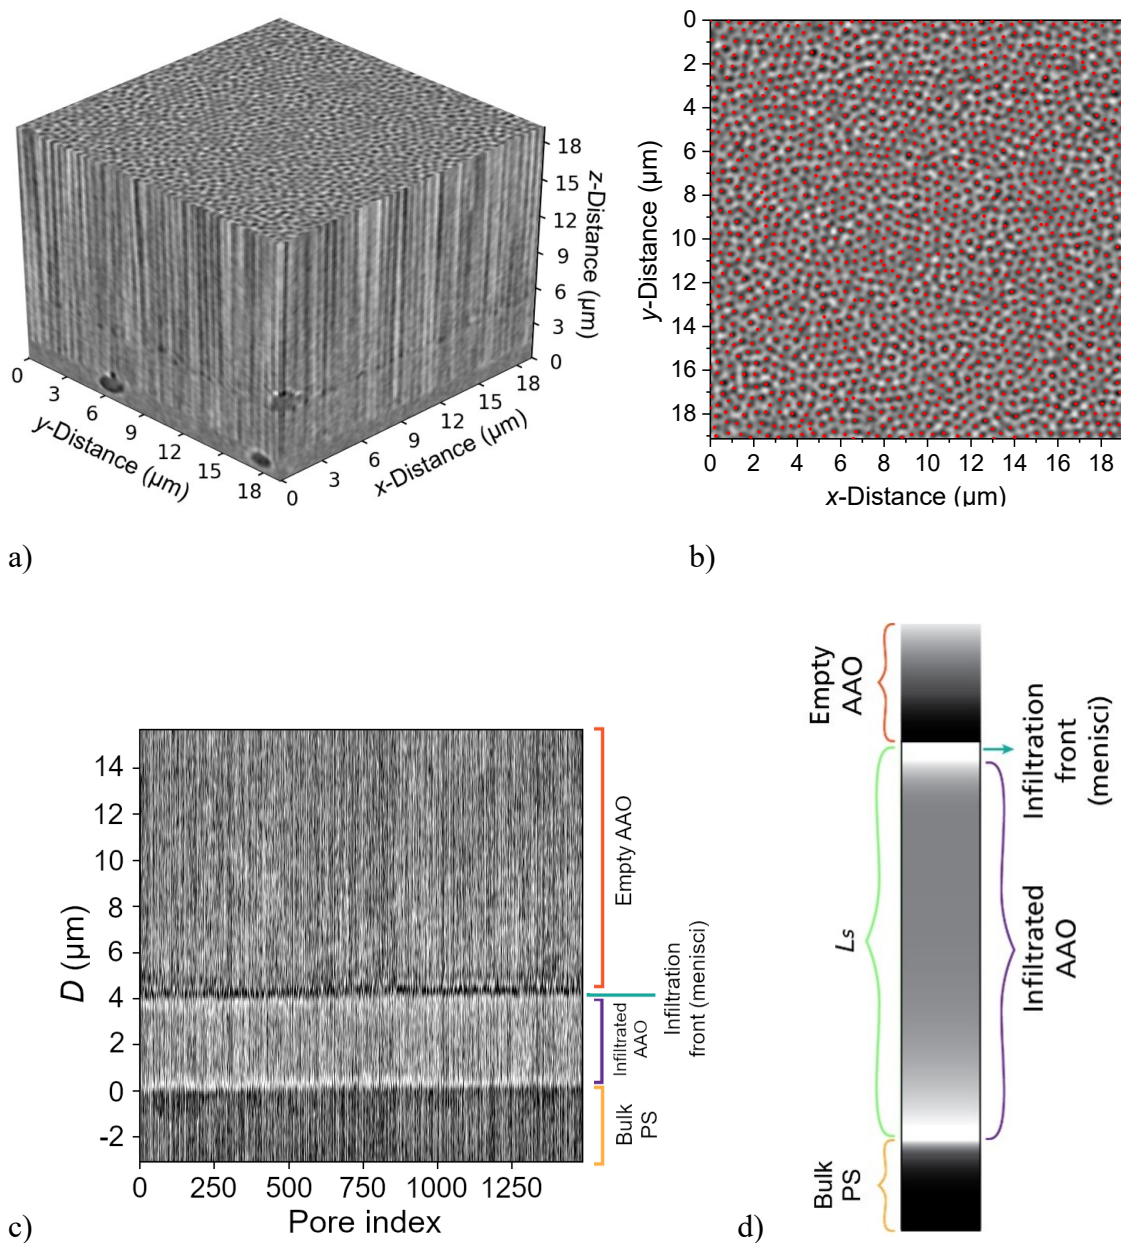 18
15
12
9
6
3
0
z-Distance (µm)
0
3
6
9
12
15
18
y-Distance (µm)
0
3
6
9
12
15
18
x-Distance (µm)
a)
0
2
4
6
8
10
12
14
16
18
y-Distance (µm)
0 2 4 6 8 10 12 14 16 18
x-Distance (µm)
b)
14
12
10
8
6
4
2
0
-2
D (µm)
0 250 500 750 1000 1250
Pore index
Empty AAO
Infiltration
front (menisci)
Infiltrated
AAO
Bulk
PS
c)
Empty
AAO
Infiltration
front
(menisci)
Ls
Infiltrated
AAO
Bulk
PS
d)